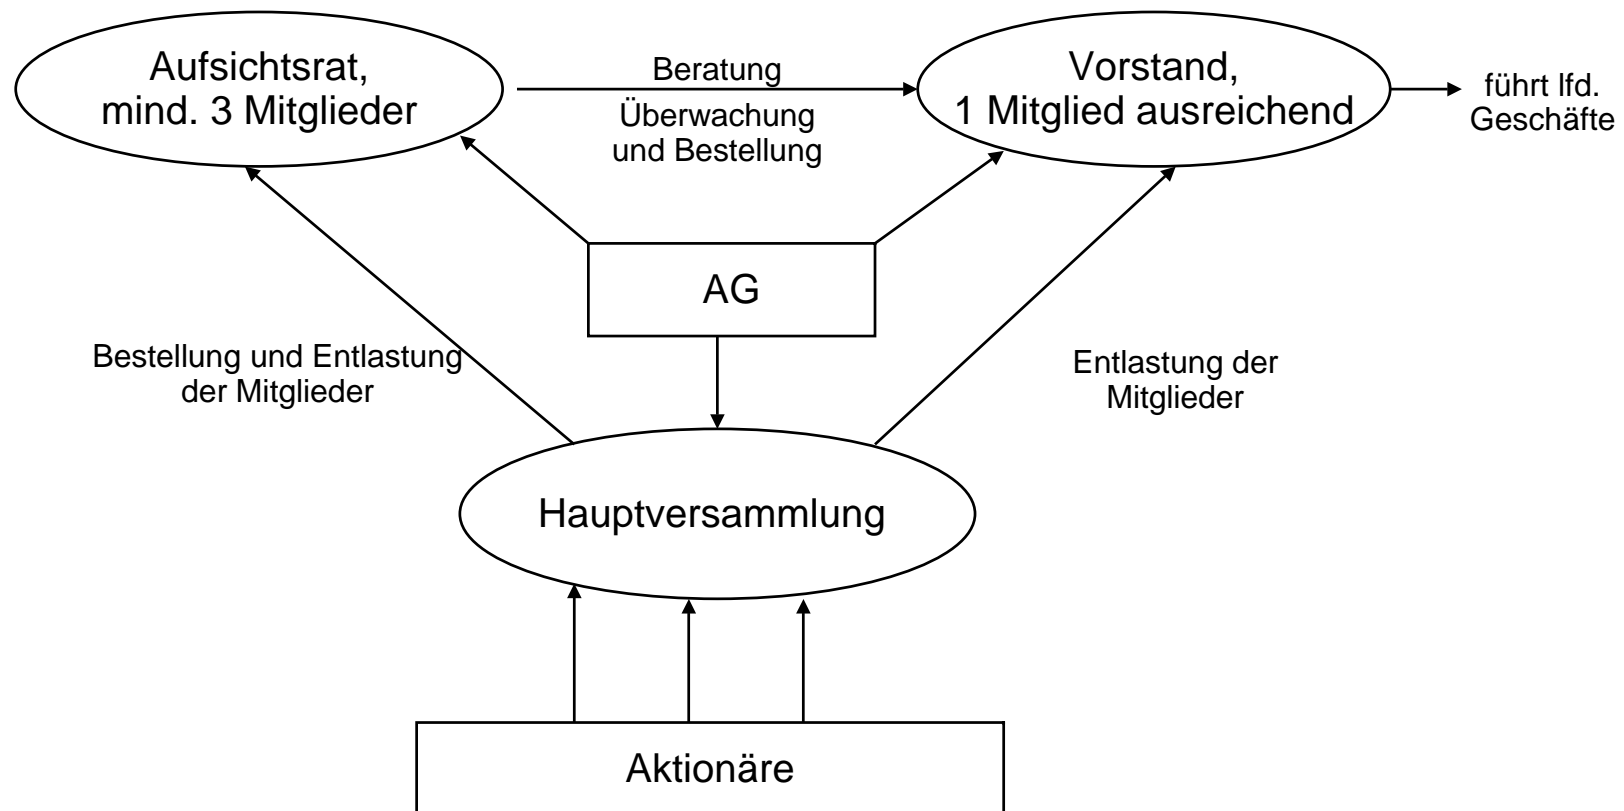 Aufsichtsrat,
mind. 3 Mitglieder
Beratung
Überwachung
und Bestellung
Vorstand,
1 Mitglied ausreichend
führt lfd.
Geschäfte
AG
Bestellung und Entlastung
der Mitglieder
Entlastung der
Mitglieder
Hauptversammlung
Aktionäre